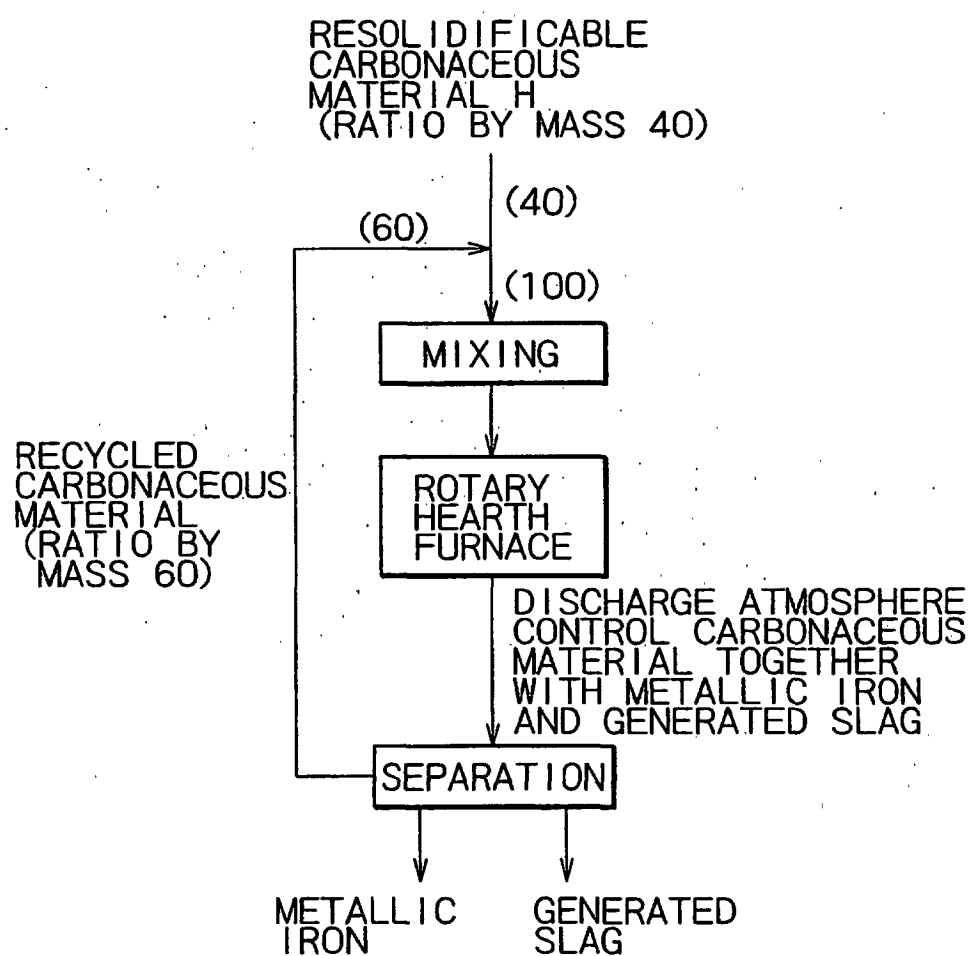 RESOLIDIFICABLE
CARBONACEOUS
MATERIAL H
(RATIO BY MASS 40)
(40)
(60)
(100)
MIXING
RECYCLED
CARBONACEOUS
MATERIAL
(RATIO BY
MASS 60)
ROTARY
HEARTH
FURNACE
DISCHARGE ATMOSPHERE
CONTROL CARBONACEOUS
MATERIAL TOGETHER
WITH METALLIC IRON
AND GENERATED SLAG
SEPARATION
METALLIC
IRON
GENERATED
SLAG